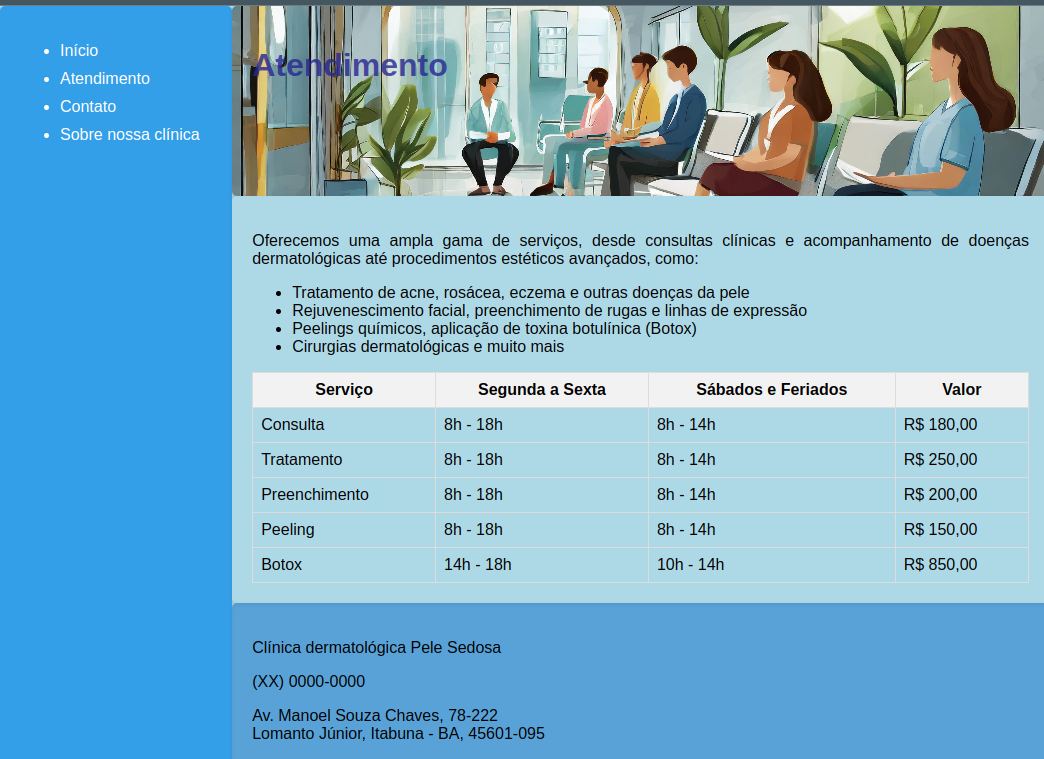 Início
Atendimento
Contato
Sobre nossa clínica
Atendimento
Oferecemos uma ampla gama de serviços, desde consultas clínicas e acompanhamento de doenças
dermatológicas até procedimentos estéticos avançados, como:
Tratamento de acne, rosácea, eczema e outras doenças da pele
Rejuvenescimento facial, preenchimento de rugas e linhas de expressão
Peelings químicos, aplicação de toxina botulínica (Botox)
Cirurgias dermatológicas e muito mais
Serviço Segunda a Sexta Sábados e Feriados Valor
Consulta 8h - 18h 8h - 14h R$ 180,00
Tratamento 8h - 18h 8h - 14h R$ 250,00
Preenchimento 8h - 18h 8h - 14h R$ 200,00
Peeling 8h - 18h 8h - 14h R$ 150,00
Botox 14h - 18h 10h - 14h R$ 850,00
Clínica dermatológica Pele Sedosa
(XX) 0000-0000
Av. Manoel Souza Chaves, 78-222
Lomanto Júnior, Itabuna - BA, 45601-095